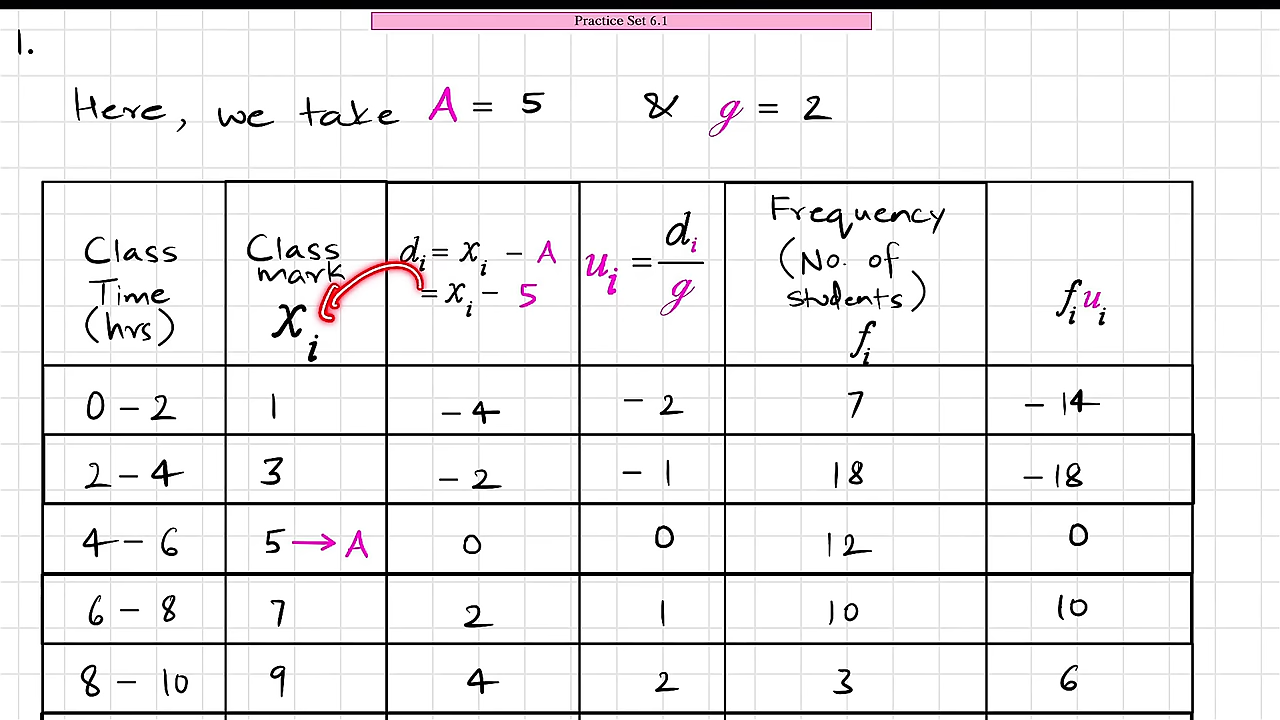 Practice Set 6.1
1.
Here, we take A = 5 & g = 2
Class
Time
(hrs)
Class
mark
xᵢ
dᵢ = xᵢ − A
= xᵢ − 5
uᵢ = dᵢ / g
Frequency
(No. of
students)
fᵢ
fᵢuᵢ
0 − 2 1 − 4 − 2 7 − 14
2 − 4 3 − 2 − 1 18 − 18
4 − 6 5 → A 0 0 12 0
6 − 8 7 2 1 10 10
8 − 10 9 4 2 3 6